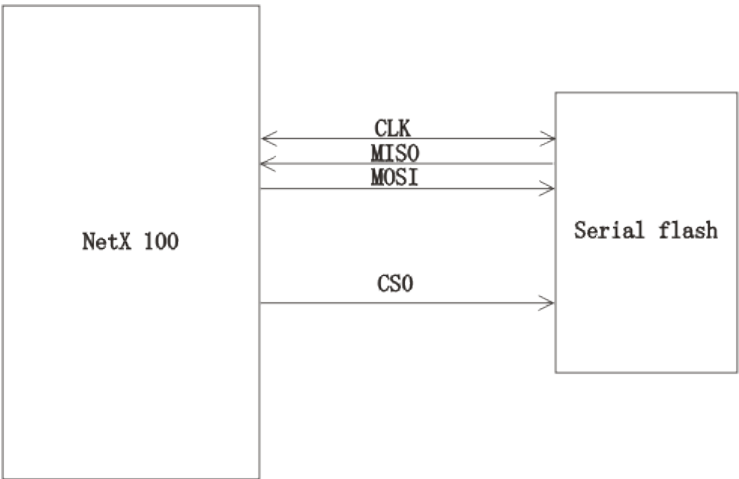 CLK
MISO
MOSI
NetX 100
Serial flash
CS0